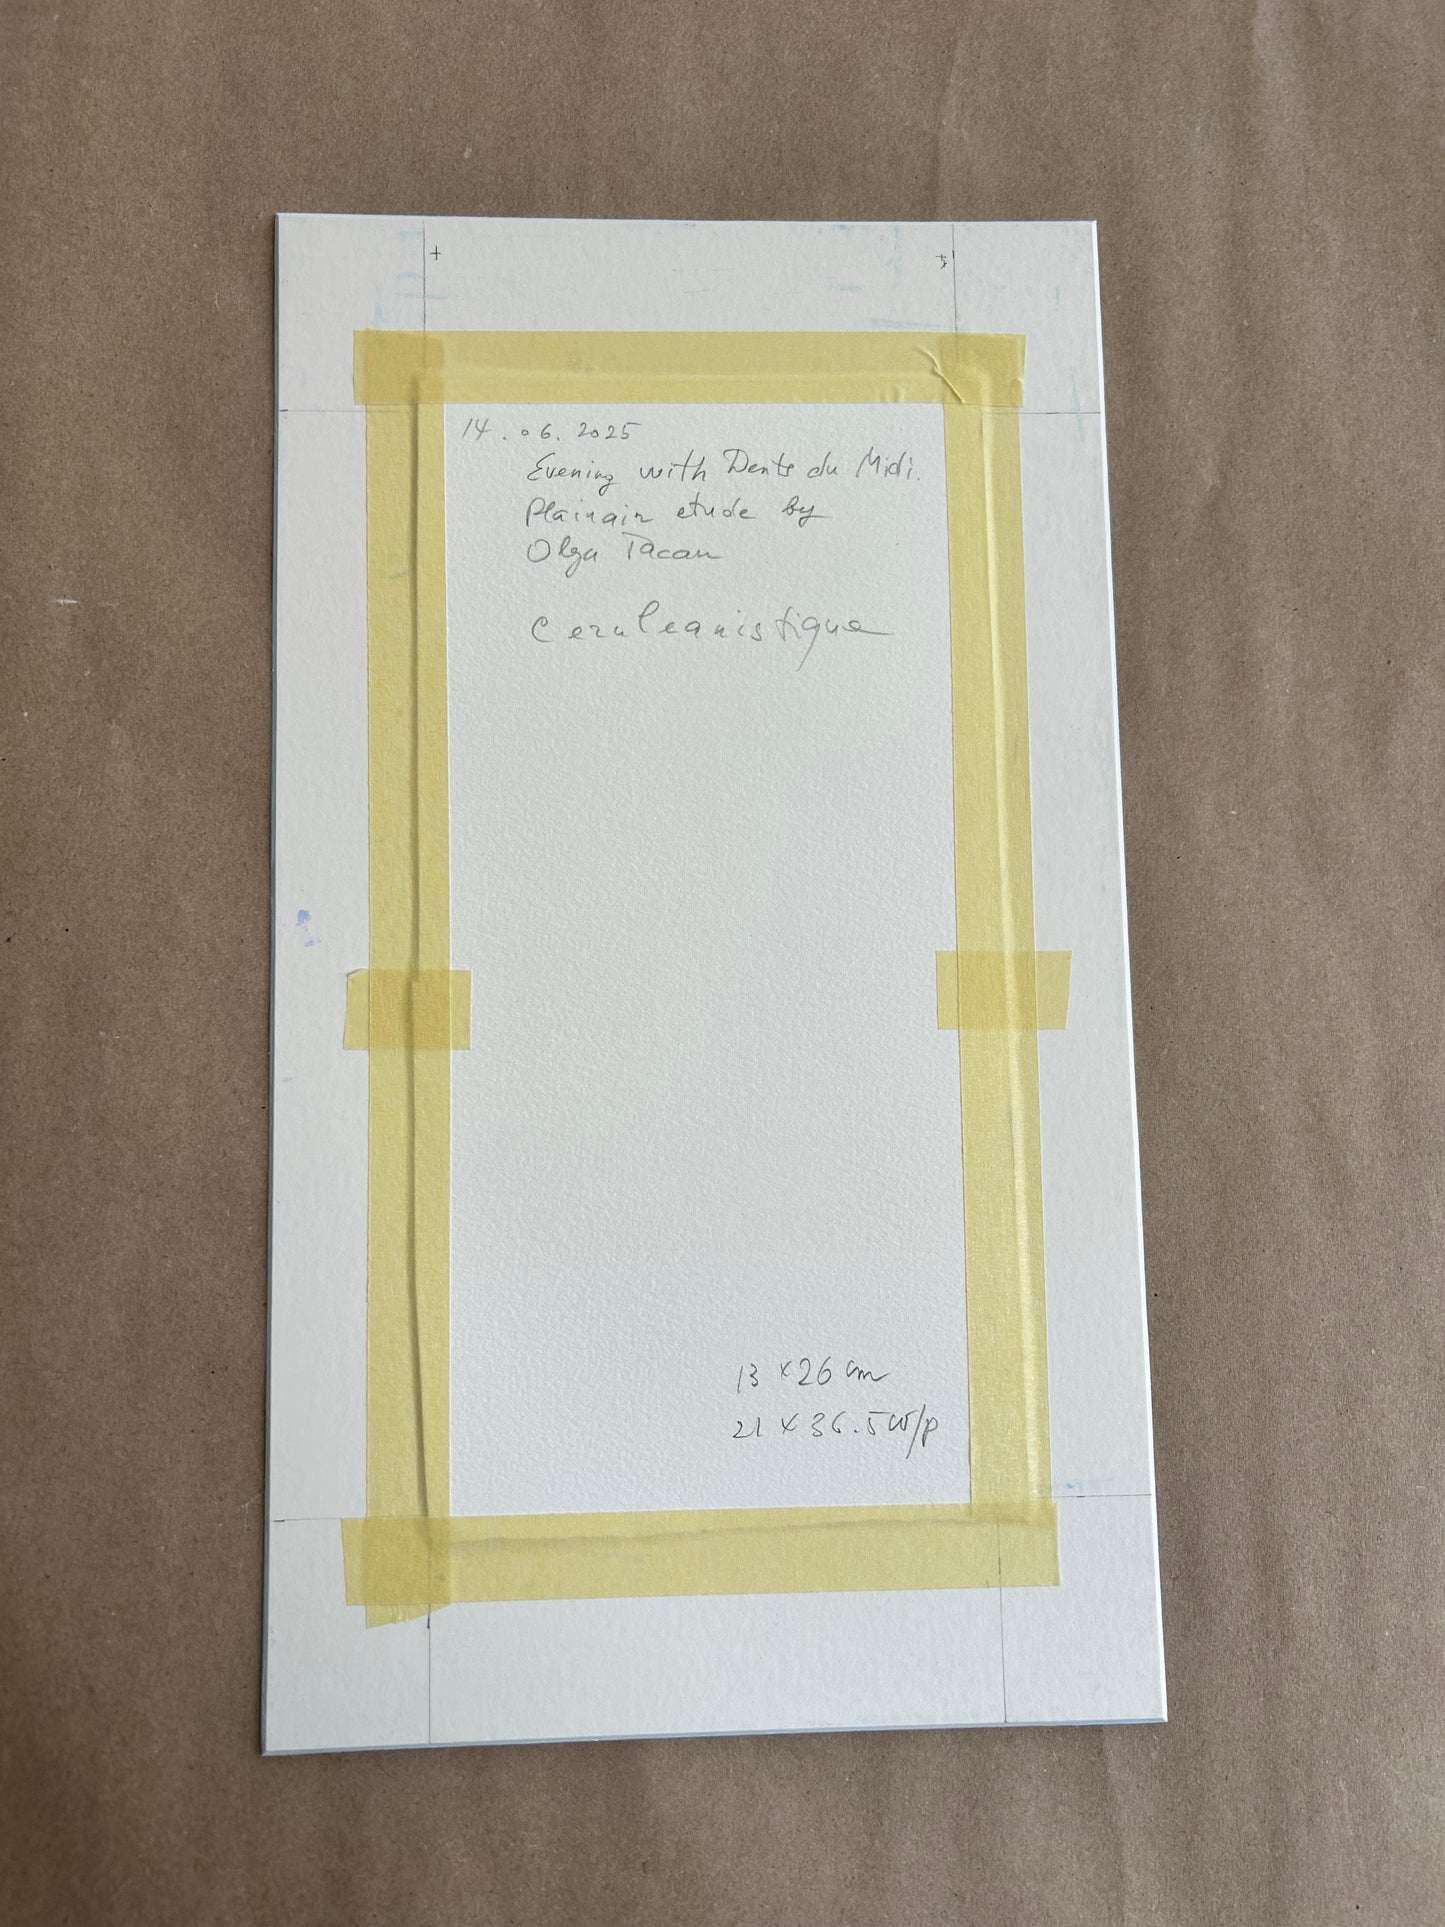 14.06.2025
Evening with Dents du Midi.
Plainair etude by
Olga Tacan
Ceruleanistique
13 x 26 cm
21 x 36.5 w/p